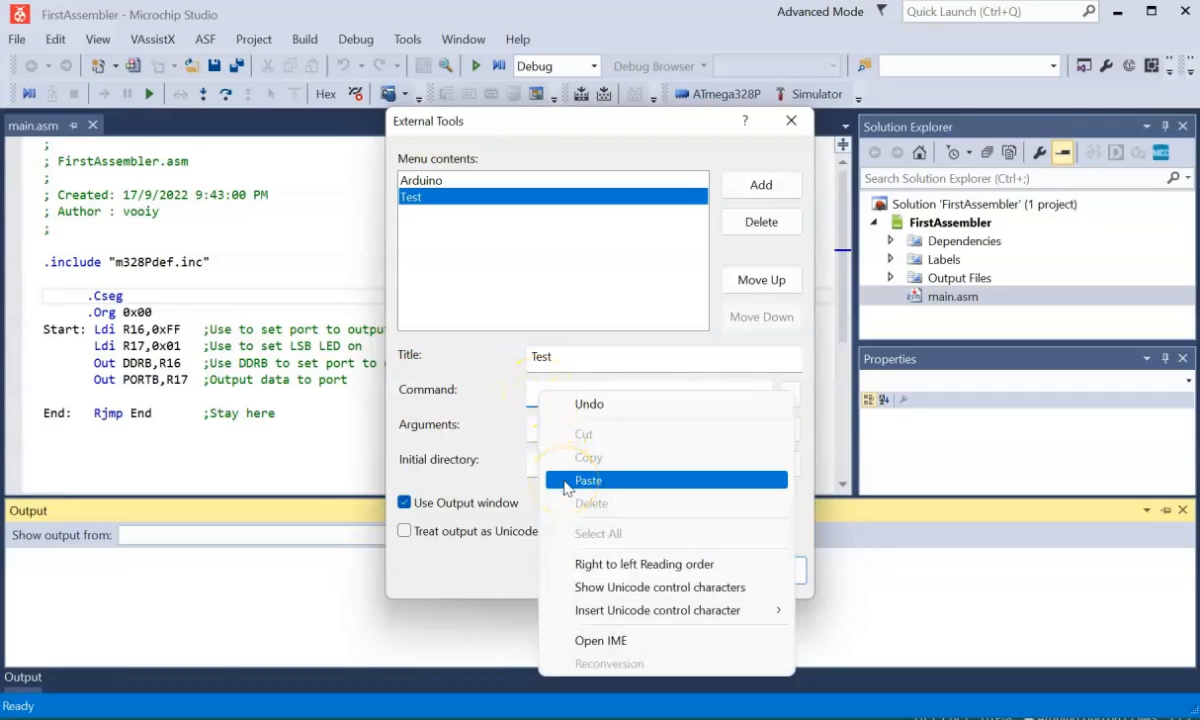 FirstAssembler - Microchip Studio
Advanced Mode
Quick Launch (Ctrl+Q)
File Edit View VAssistX ASF Project Build Debug Tools Window Help
Debug
Debug Browser
Hex
ATmega328P
Simulator
main.asm
;
; FirstAssembler.asm
;
; Created: 17/9/2022 9:43:00 PM
; Author : vooiy
;
.include "m328Pdef.inc"
.Cseg
.Org 0x00
Start: Ldi R16,0xFF ;Use to set port to outpu
Ldi R17,0x01 ;Use to set LSB LED on
Out DDRB,R16 ;Use DDRB to set port to
Out PORTB,R17 ;Output data to port
End: Rjmp End ;Stay here
External Tools
?
Menu contents:
Arduino
Test
Add
Delete
Move Up
Move Down
Title:
Test
Command:
Arguments:
Initial directory:
Use Output window
Treat output as Unicode
Undo
Cut
Copy
Paste
Delete
Select All
Right to left Reading order
Show Unicode control characters
Insert Unicode control character
Open IME
Reconversion
Solution Explorer
Search Solution Explorer (Ctrl+;)
Solution 'FirstAssembler' (1 project)
FirstAssembler
Dependencies
Labels
Output Files
main.asm
Properties
Output
Show output from:
Output
Ready